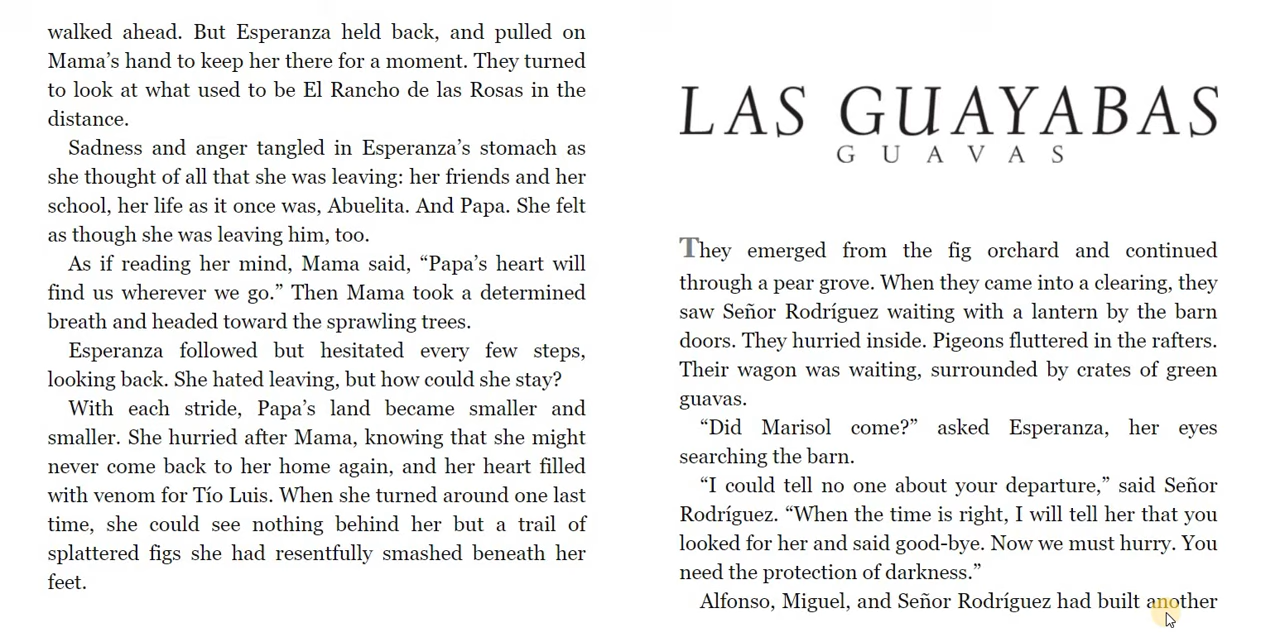 walked ahead. But Esperanza held back, and pulled on
Mama’s hand to keep her there for a moment. They turned
to look at what used to be El Rancho de las Rosas in the
distance.
Sadness and anger tangled in Esperanza’s stomach as
she thought of all that she was leaving: her friends and her
school, her life as it once was, Abuelita. And Papa. She felt
as though she was leaving him, too.
As if reading her mind, Mama said, “Papa’s heart will
find us wherever we go.” Then Mama took a determined
breath and headed toward the sprawling trees.
Esperanza followed but hesitated every few steps,
looking back. She hated leaving, but how could she stay?
With each stride, Papa’s land became smaller and
smaller. She hurried after Mama, knowing that she might
never come back to her home again, and her heart filled
with venom for Tío Luis. When she turned around one last
time, she could see nothing behind her but a trail of
splattered figs she had resentfully smashed beneath her
feet.
LAS GUAYABAS
GUAVAS
They emerged from the fig orchard and continued
through a pear grove. When they came into a clearing, they
saw Señor Rodríguez waiting with a lantern by the barn
doors. They hurried inside. Pigeons fluttered in the rafters.
Their wagon was waiting, surrounded by crates of green
guavas.
“Did Marisol come?” asked Esperanza, her eyes
searching the barn.
“I could tell no one about your departure,” said Señor
Rodríguez. “When the time is right, I will tell her that you
looked for her and said good-bye. Now we must hurry. You
need the protection of darkness.”
Alfonso, Miguel, and Señor Rodríguez had built another